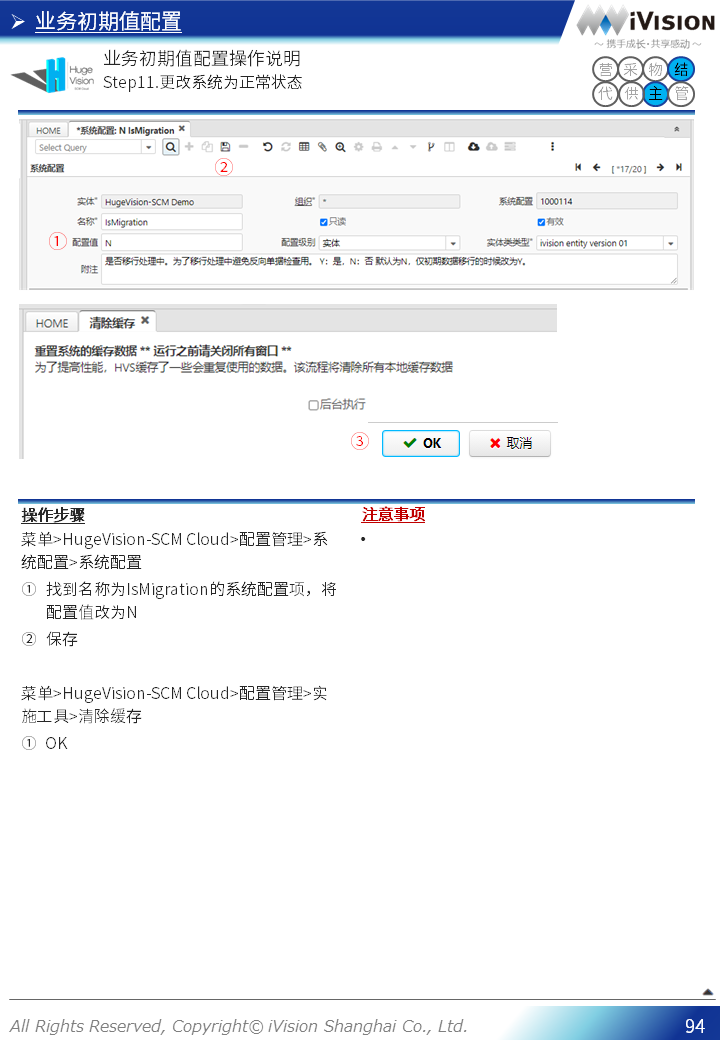 ➢ 业务初期值配置
iVISION
～ 携手成长·共享感动 ～
Huge
Vision
业务初期值配置操作说明
Step11.更改系统为正常状态
营 采 物 结
代 供 主 管
HOME *系统配置: N IsMigration
Select Query
②
系统配置
[ *17/20 ]
实体* HugeVision-SCM Demo 组织* * 系统配置 1000114
名称* IsMigration 只读 有效
① 配置值 N 配置级别 实体 实体类类型* ivision entity version 01
附注 是否移行处理中。为了移行处理中避免反向单据检查用。 Y：是，N：否 默认为N，仅初期数据移行的时候改为Y。
HOME 清除缓存
重置系统的缓存数据 ** 运行之前请关闭所有窗口 **
为了提高性能，HVS缓存了一些会重复使用的数据。该流程将清除所有本地缓存数据
后台执行
③ OK 取消
操作步骤
菜单>HugeVision-SCM Cloud>配置管理>系
统配置>系统配置
① 找到名称为IsMigration的系统配置项，将
配置值改为N
② 保存
菜单>HugeVision-SCM Cloud>配置管理>实
施工具>清除缓存
① OK
注意事项
•
All Rights Reserved, Copyright© iVision Shanghai Co., Ltd.
94